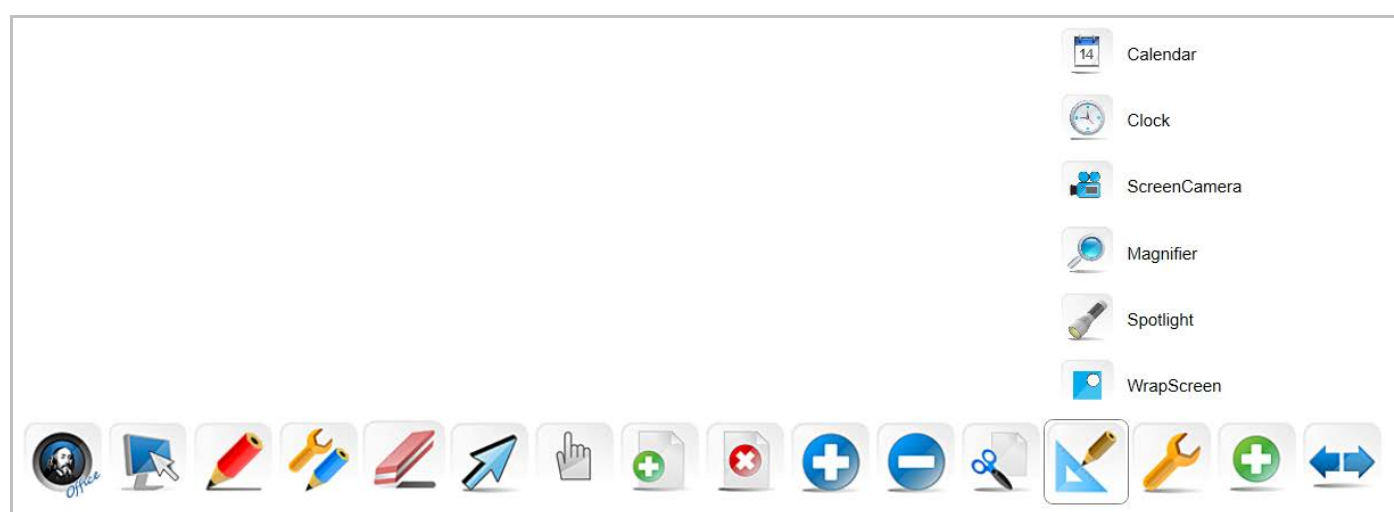 14
Calendar
Clock
ScreenCamera
Magnifier
Spotlight
WrapScreen
Office